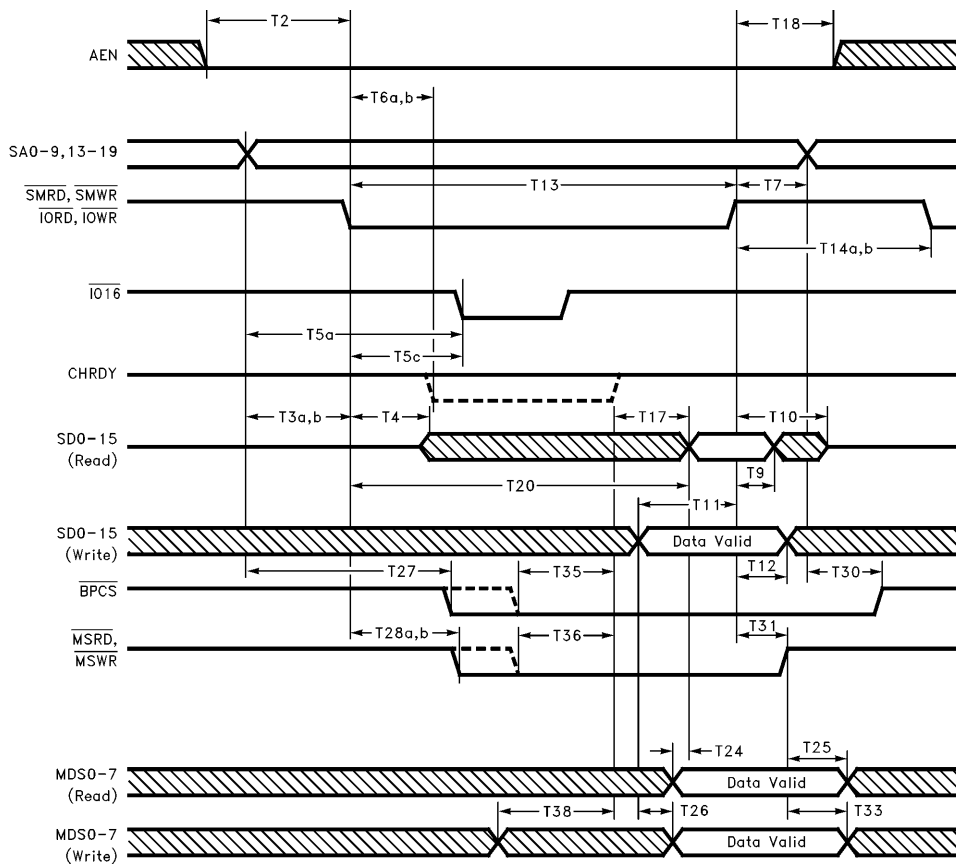 T2
T18
AEN
T6a,b
SA0-9,13-19
SMRD, SMWR
T13
T7
IORD, IOWR
T14a,b
IO16
T5a
T5c
CHRDY
T3a,b
T4
T17
T10
SD0-15
(Read)
T9
T20
T11
SD0-15
Data Valid
(Write)
T12
T27
T35
T30
BPCS
T28a,b
T36
T31
MSRD,
MSWR
T24
T25
MDS0-7
Data Valid
(Read)
T38
T26
T33
MDS0-7
Data Valid
(Write)